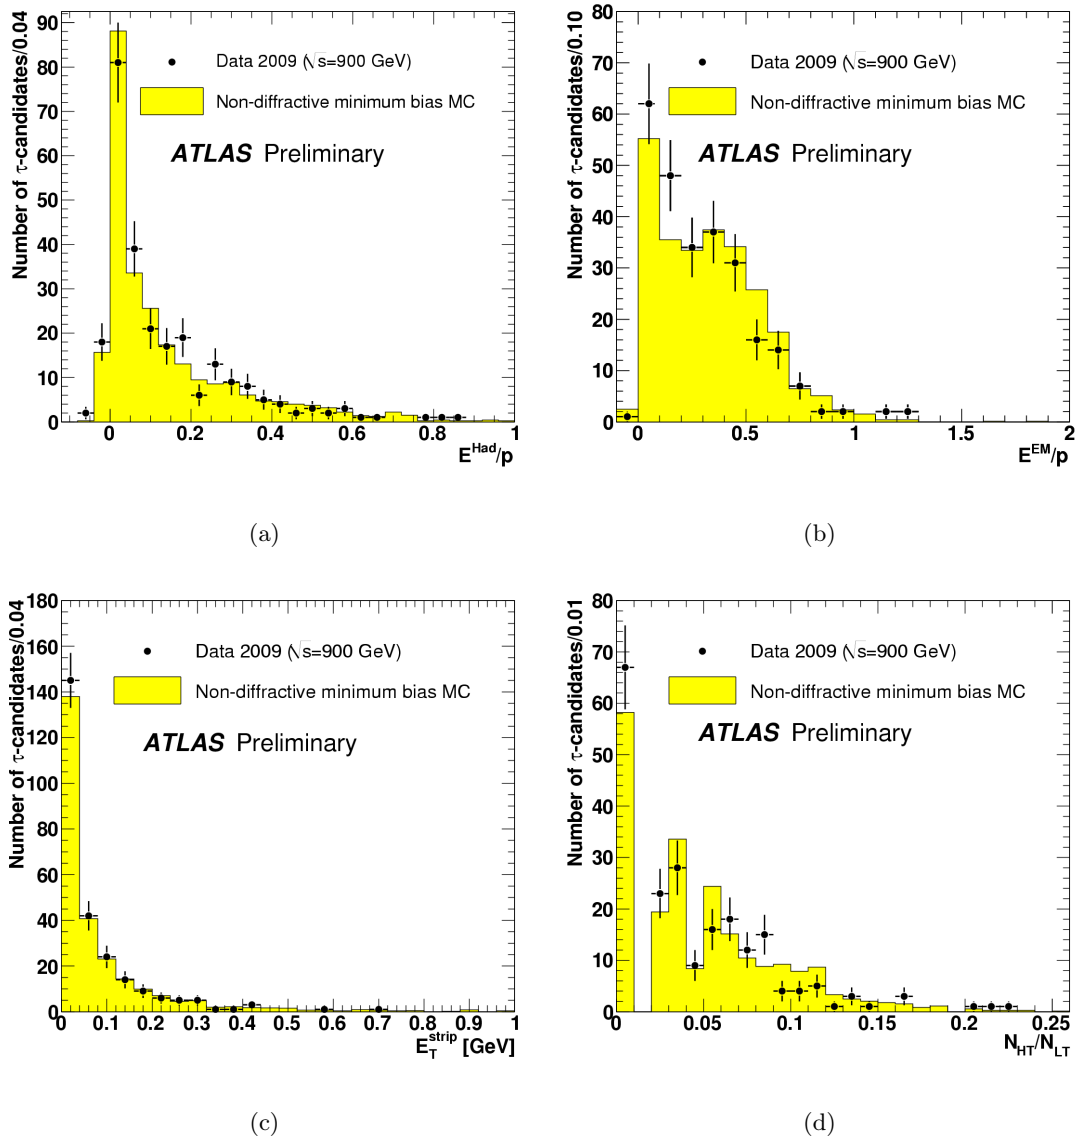 Number of τ-candidates/0.04
90
80
70
60
50
40
30
20
10
0
Data 2009 (√s=900 GeV)
Non-diffractive minimum bias MC
ATLAS Preliminary
0 0.2 0.4 0.6 0.8 1
E^Had/p
(a)
Number of τ-candidates/0.10
80
70
60
50
40
30
20
10
0
Data 2009 (√s=900 GeV)
Non-diffractive minimum bias MC
ATLAS Preliminary
0 0.5 1 1.5 2
E^EM/p
(b)
Number of τ-candidates/0.04
180
160
140
120
100
80
60
40
20
0
Data 2009 (√s=900 GeV)
Non-diffractive minimum bias MC
ATLAS Preliminary
0 0.1 0.2 0.3 0.4 0.5 0.6 0.7 0.8 0.9 1
E_T^strip [GeV]
(c)
Number of τ-candidates/0.01
80
70
60
50
40
30
20
10
0
Data 2009 (√s=900 GeV)
Non-diffractive minimum bias MC
ATLAS Preliminary
0 0.05 0.1 0.15 0.2 0.25
N_HT/N_LT
(d)